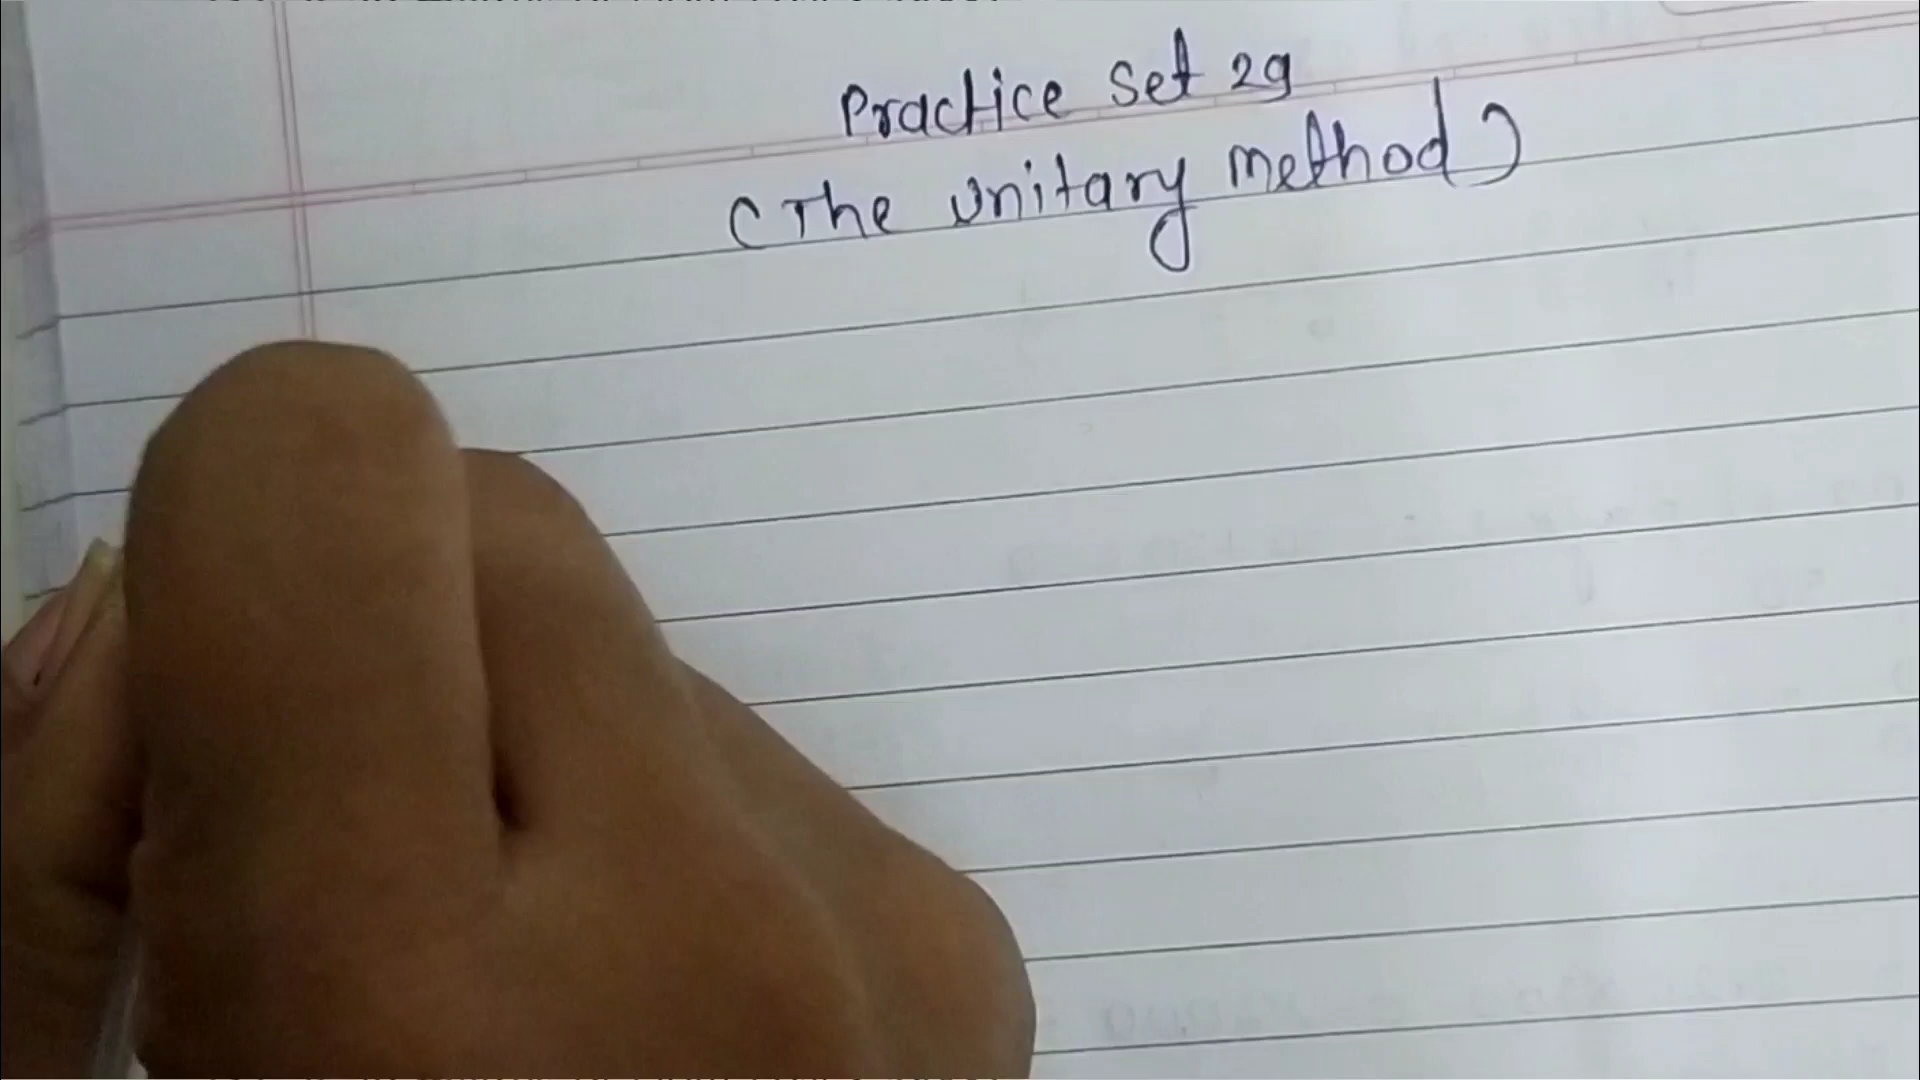 Practice Set 29
(The unitary method)